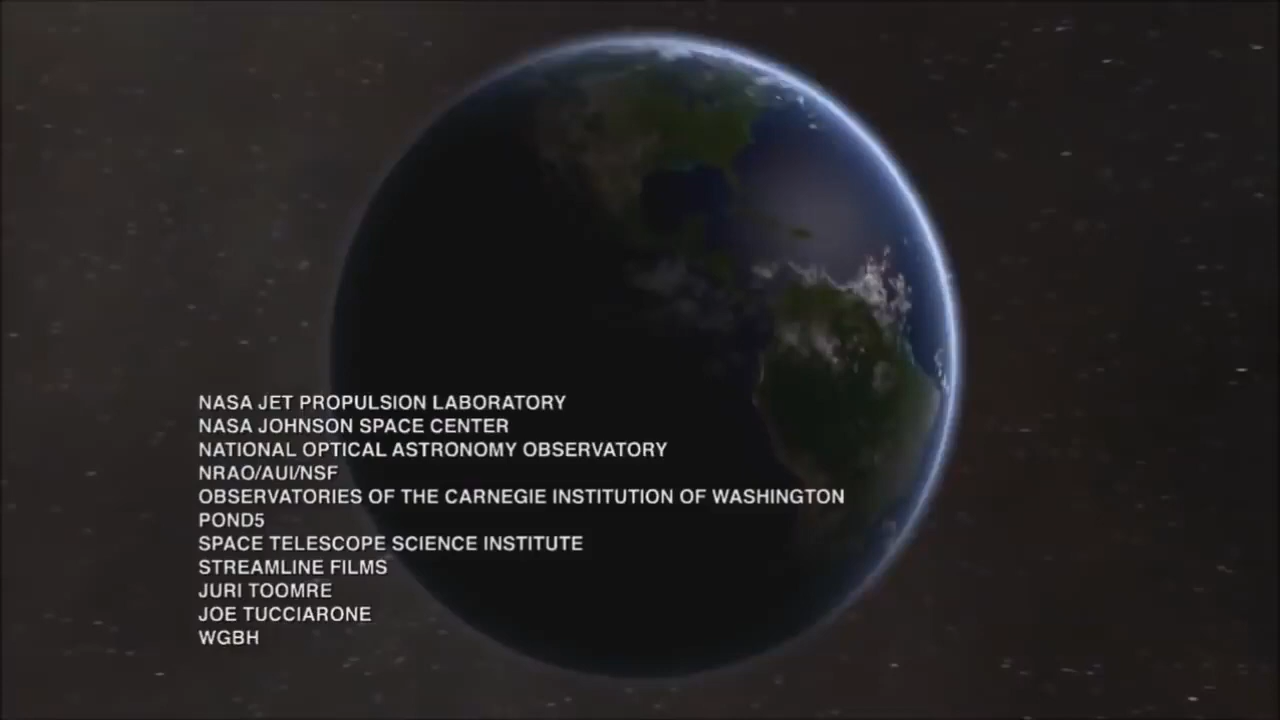 NASA JET PROPULSION LABORATORY
NASA JOHNSON SPACE CENTER
NATIONAL OPTICAL ASTRONOMY OBSERVATORY
NRAO/AUI/NSF
OBSERVATORIES OF THE CARNEGIE INSTITUTION OF WASHINGTON
POND5
SPACE TELESCOPE SCIENCE INSTITUTE
STREAMLINE FILMS
JURI TOOMRE
JOE TUCCIARONE
WGBH